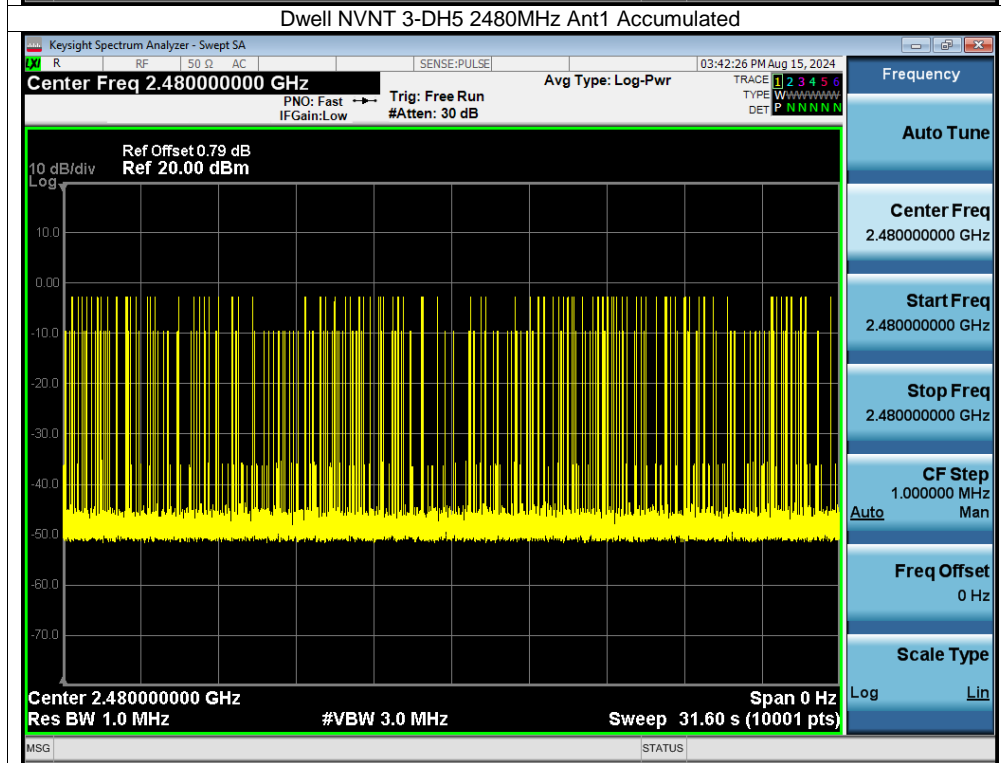 Dwell NVNT 3-DH5 2480MHz Ant1 Accumulated
Keysight Spectrum Analyzer - Swept SA
LXI R RF 50 Ω AC SENSE:PULSE 03:42:26 PM Aug 15, 2024
Center Freq 2.480000000 GHz
PNO: Fast
IFGain:Low
Trig: Free Run
#Atten: 30 dB
Avg Type: Log-Pwr
TRACE 1 2 3 4 5 6
TYPE WWWWWW
DET P N N N N N
Ref Offset 0.79 dB
10 dB/div Ref 20.00 dBm
Log
10.0
0.00
-10.0
-20.0
-30.0
-40.0
-50.0
-60.0
-70.0
Center 2.480000000 GHz Span 0 Hz
Res BW 1.0 MHz #VBW 3.0 MHz Sweep 31.60 s (10001 pts)
MSG STATUS
Frequency
Auto Tune
Center Freq
2.480000000 GHz
Start Freq
2.480000000 GHz
Stop Freq
2.480000000 GHz
CF Step
1.000000 MHz
Auto Man
Freq Offset
0 Hz
Scale Type
Log Lin